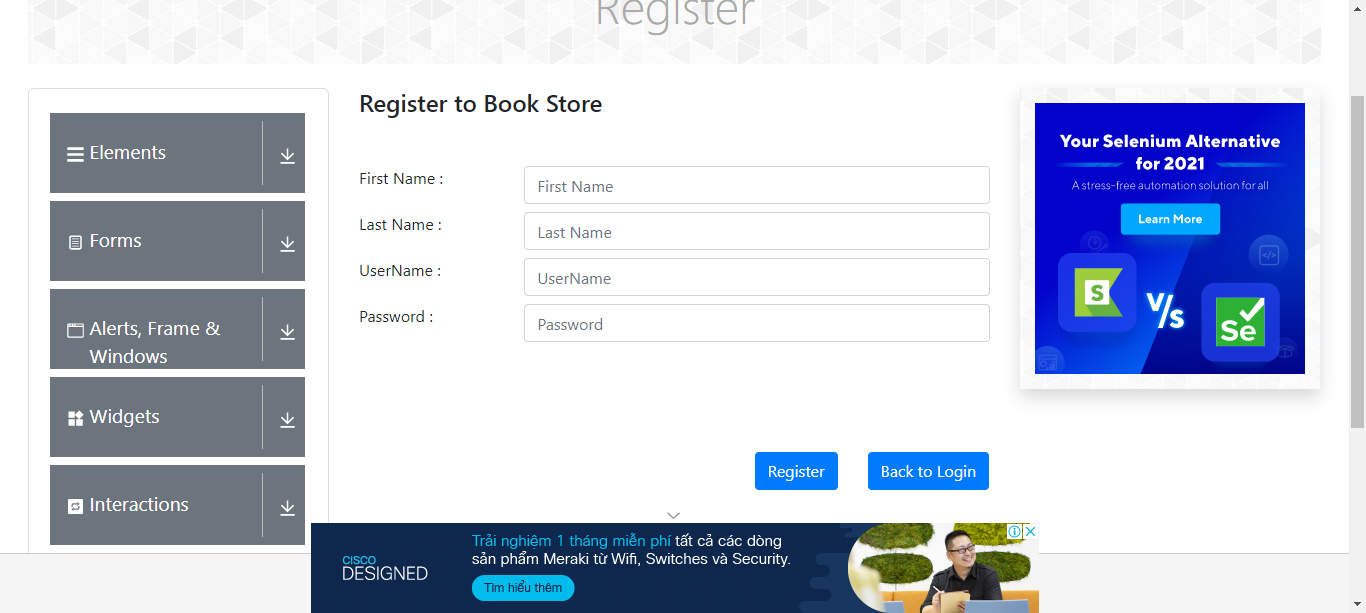 Register
Elements
Forms
Alerts, Frame &
Windows
Widgets
Interactions
Register to Book Store
First Name :
First Name
Last Name :
Last Name
UserName :
UserName
Password :
Password
Register
Back to Login
Your Selenium Alternative
for 2021
A stress-free automation solution for all
Learn More
S
V/s
Se
CISCO
DESIGNED
Trải nghiệm 1 tháng miễn phí tất cả các dòng
sản phẩm Meraki từ Wifi, Switches và Security.
Tìm hiểu thêm